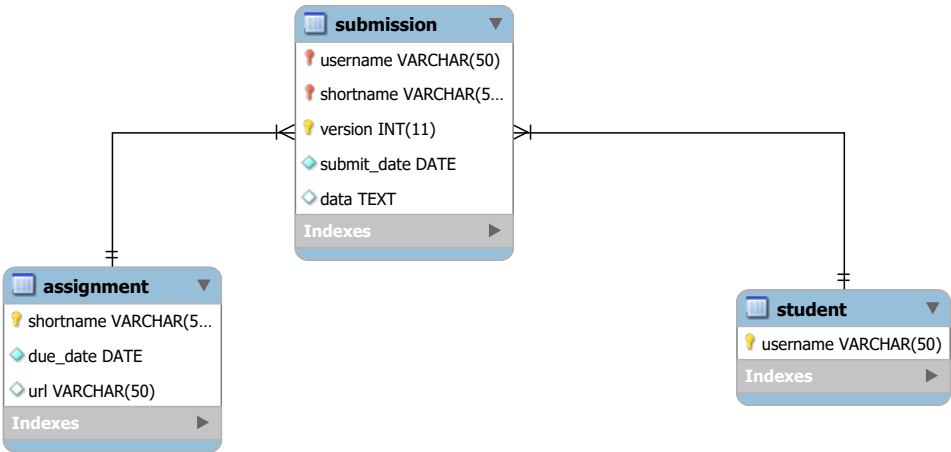 submission
username VARCHAR(50)
shortname VARCHAR(5...
version INT(11)
submit_date DATE
data TEXT
Indexes
assignment
shortname VARCHAR(5...
due_date DATE
url VARCHAR(50)
Indexes
student
username VARCHAR(50)
Indexes